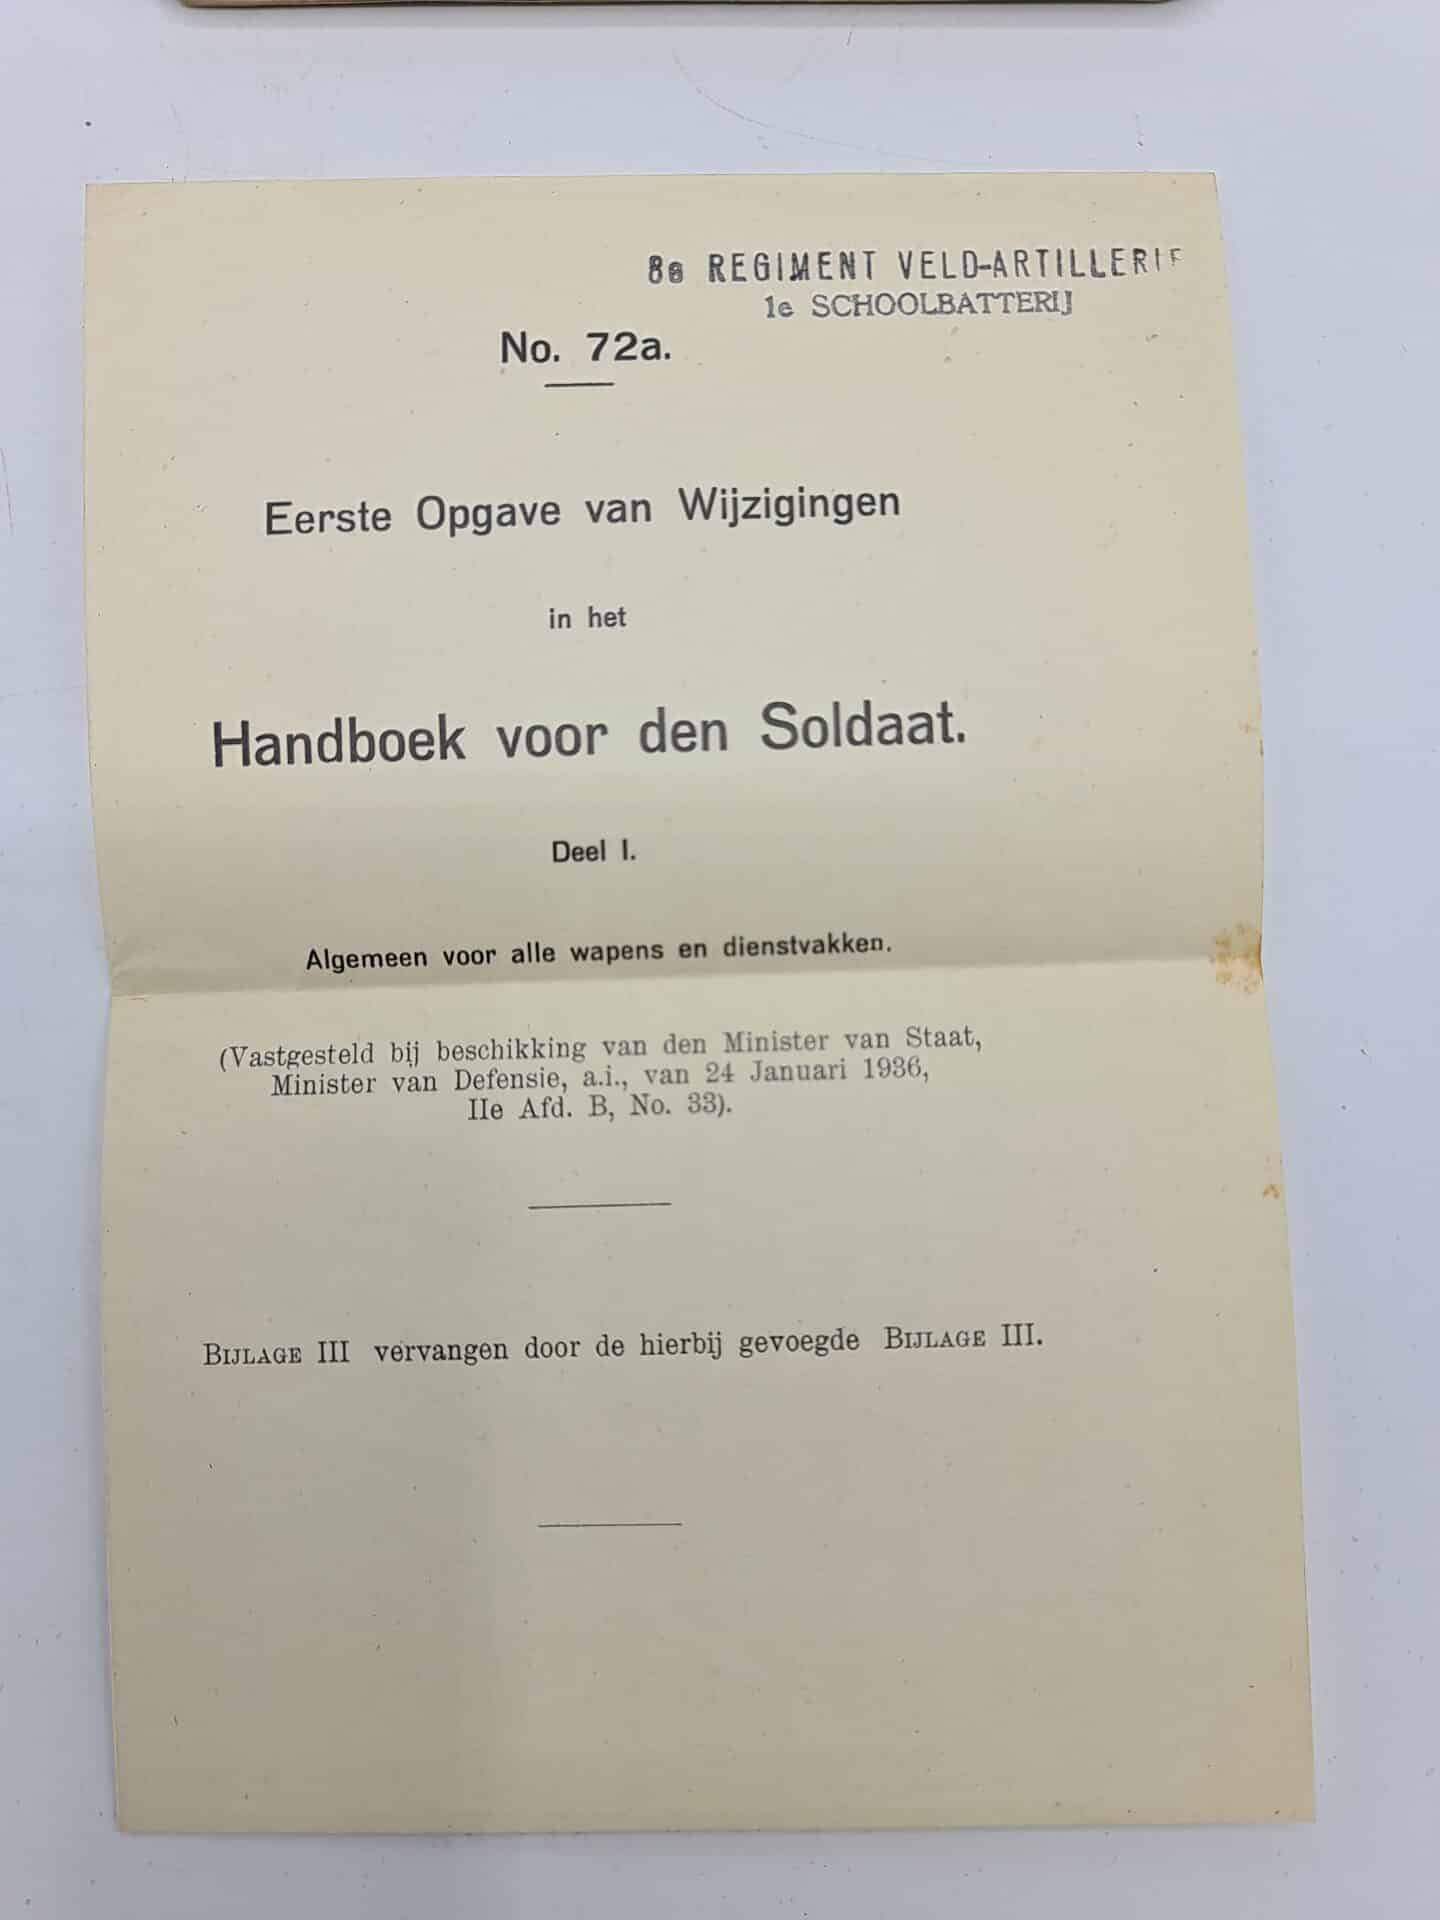 8e REGIMENT VELD-ARTILLERIE
1e SCHOOLBATTERIJ
No. 72a.
Eerste Opgave van Wijzigingen
in het
Handboek voor den Soldaat.
Deel I.
Algemeen voor alle wapens en dienstvakken.
(Vastgesteld bij beschikking van den Minister van Staat,
Minister van Defensie, a.i., van 24 Januari 1936,
IIe Afd. B, No. 33).
BIJLAGE III vervangen door de hierbij gevoegde BIJLAGE III.